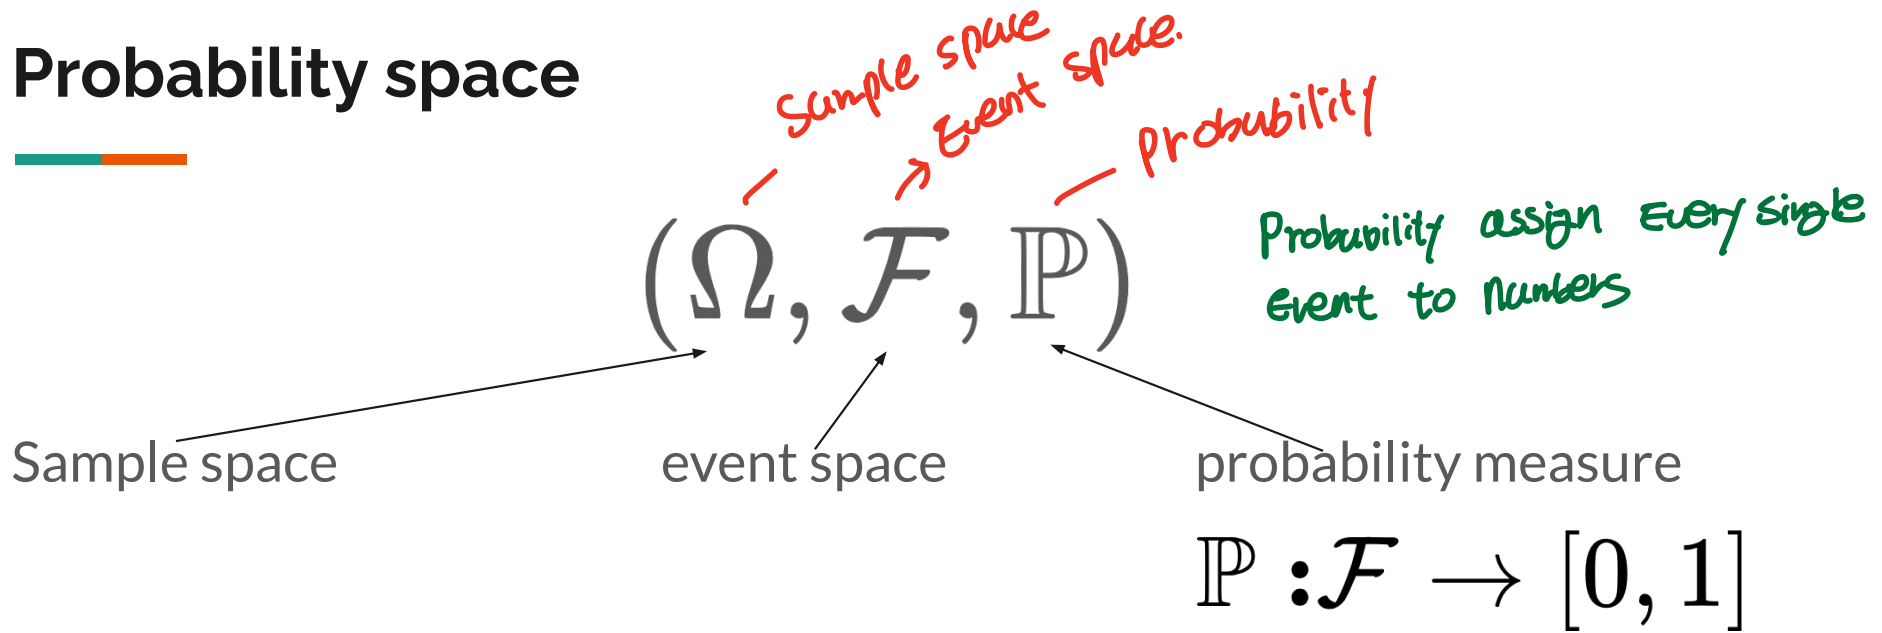 Probability space
Sample space
Event space.
Probability
(Ω, ℱ, ℙ)
Probability assign Every single
Event to Numbers
Sample space
event space
probability measure
ℙ : ℱ → [0, 1]